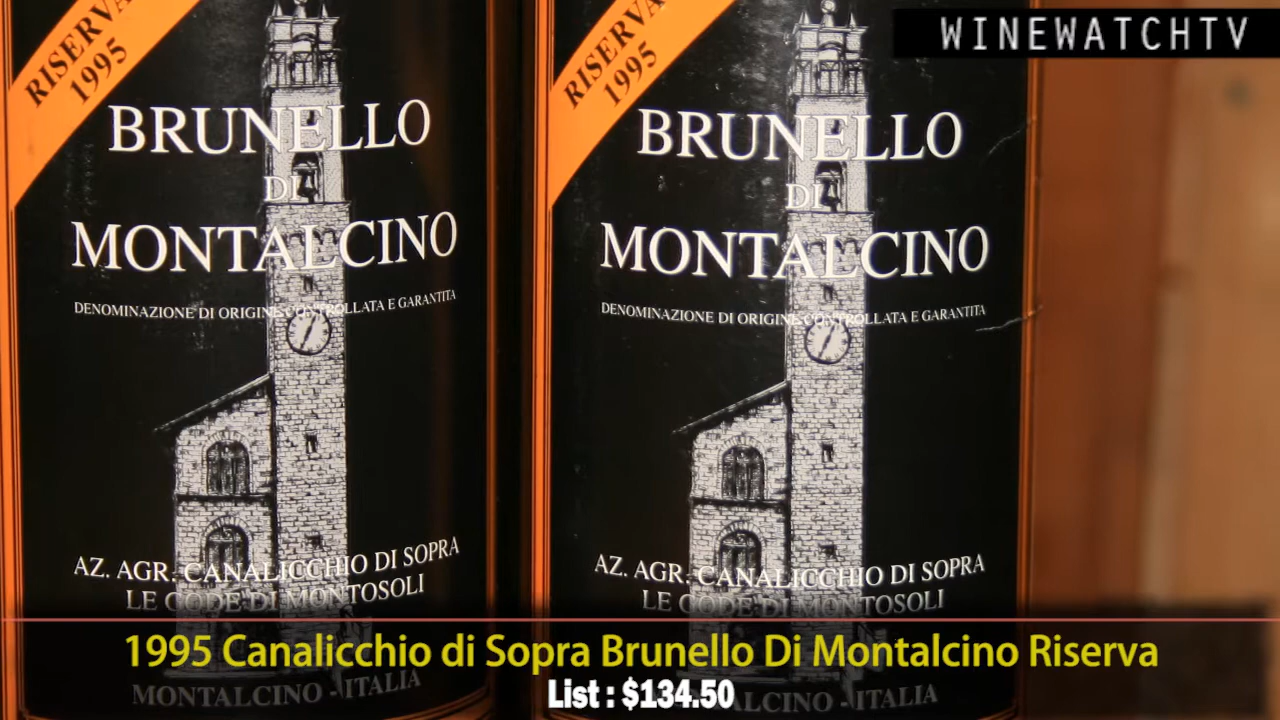 WINEWATCHTV
RISERVA
1995
BRUNELLO
DI
MONTALCINO
DENOMINAZIONE DI ORIGINE CONTROLLATA E GARANTITA
AZ. AGR. CANALICCHIO DI SOPRA
LE CODE DI MONTOSOLI
MONTALCINO - ITALIA
RISERVA
1995
BRUNELLO
DI
MONTALCINO
DENOMINAZIONE DI ORIGINE CONTROLLATA E GARANTITA
AZ. AGR. CANALICCHIO DI SOPRA
LE CODE DI MONTOSOLI
MONTALCINO - ITALIA
1995 Canalicchio di Sopra Brunello Di Montalcino Riserva
List : $134.50